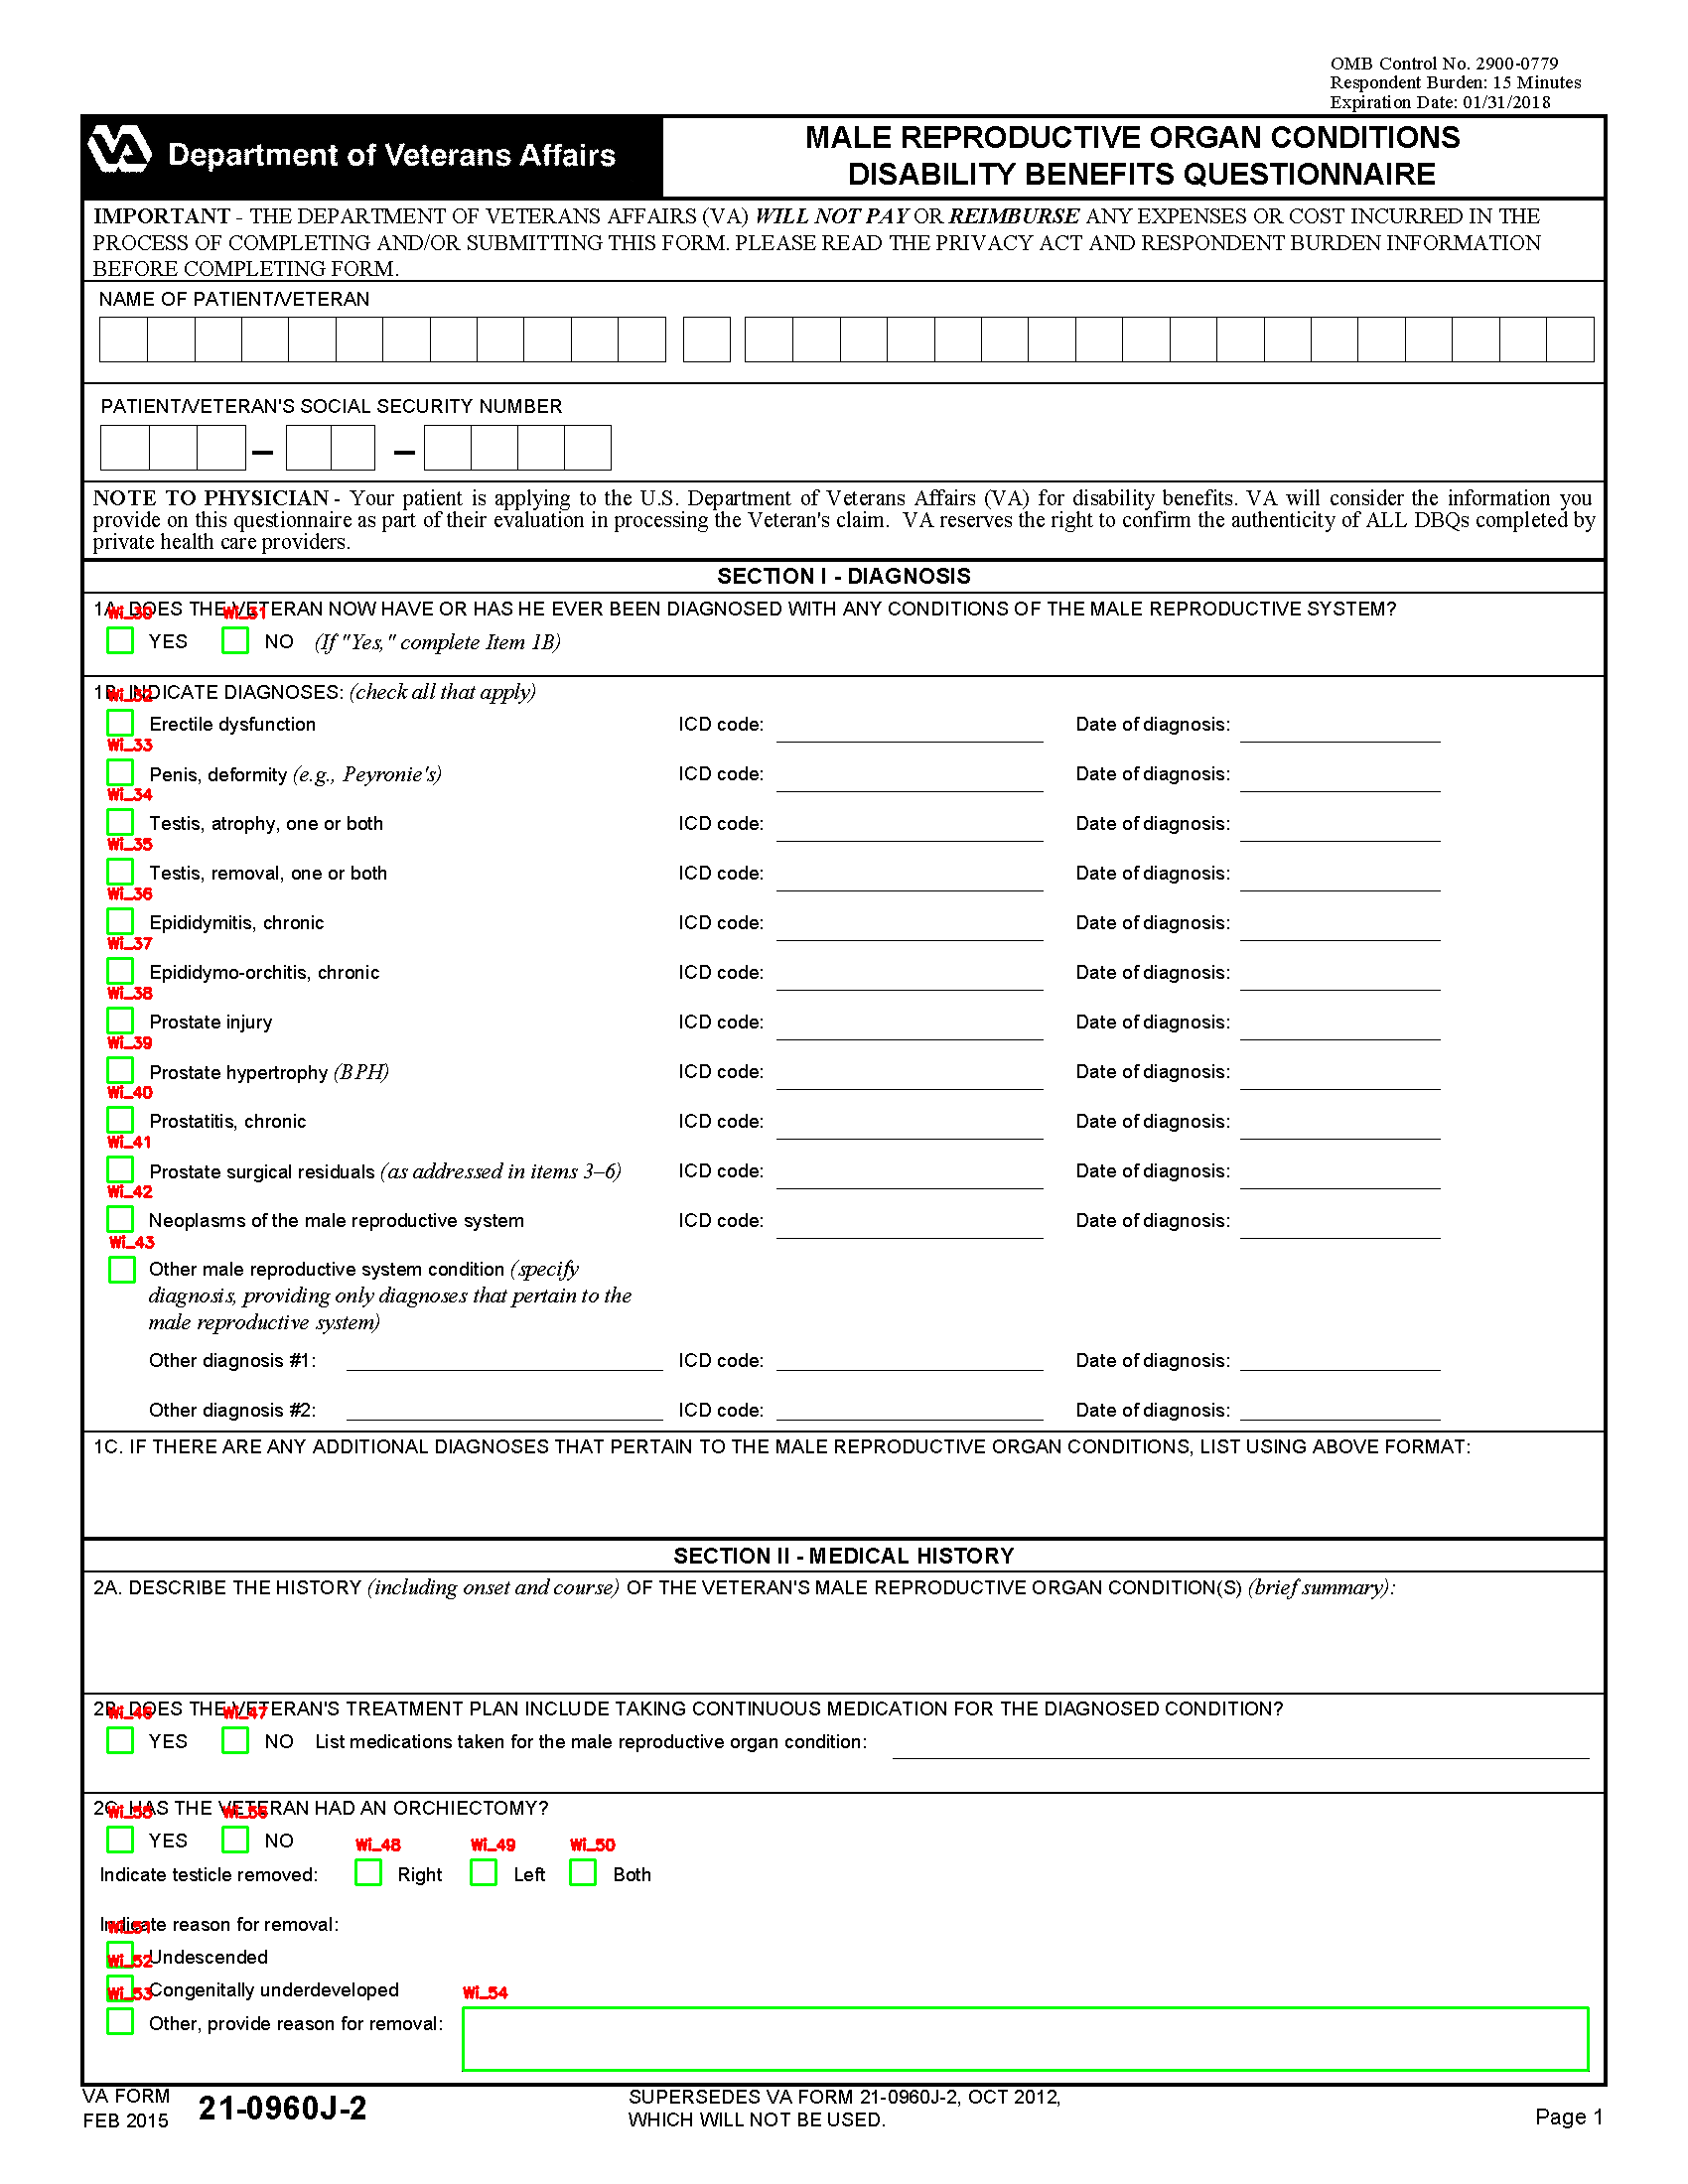 OMB Control No. 2900-0779
Respondent Burden: 15 Minutes
Expiration Date: 01/31/2018
VA Department of Veterans Affairs
MALE REPRODUCTIVE ORGAN CONDITIONS
DISABILITY BENEFITS QUESTIONNAIRE
IMPORTANT - THE DEPARTMENT OF VETERANS AFFAIRS (VA) WILL NOT PAY OR REIMBURSE ANY EXPENSES OR COST INCURRED IN THE
PROCESS OF COMPLETING AND/OR SUBMITTING THIS FORM. PLEASE READ THE PRIVACY ACT AND RESPONDENT BURDEN INFORMATION
BEFORE COMPLETING FORM.
NAME OF PATIENT/VETERAN
PATIENT/VETERAN'S SOCIAL SECURITY NUMBER
NOTE TO PHYSICIAN - Your patient is applying to the U.S. Department of Veterans Affairs (VA) for disability benefits. VA will consider the information you
provide on this questionnaire as part of their evaluation in processing the Veteran's claim. VA reserves the right to confirm the authenticity of ALL DBQs completed by
private health care providers.
SECTION I - DIAGNOSIS
1A. DOES THE VETERAN NOW HAVE OR HAS HE EVER BEEN DIAGNOSED WITH ANY CONDITIONS OF THE MALE REPRODUCTIVE SYSTEM?
Wi_30 Wi_31
YES NO (If "Yes," complete Item 1B)
1B. INDICATE DIAGNOSES: (check all that apply)
Wi_32
Erectile dysfunction ICD code: Date of diagnosis:
Wi_33
Penis, deformity (e.g., Peyronie's) ICD code: Date of diagnosis:
Wi_34
Testis, atrophy, one or both ICD code: Date of diagnosis:
Wi_35
Testis, removal, one or both ICD code: Date of diagnosis:
Wi_36
Epididymitis, chronic ICD code: Date of diagnosis:
Wi_37
Epididymo-orchitis, chronic ICD code: Date of diagnosis:
Wi_38
Prostate injury ICD code: Date of diagnosis:
Wi_39
Prostate hypertrophy (BPH) ICD code: Date of diagnosis:
Wi_40
Prostatitis, chronic ICD code: Date of diagnosis:
Wi_41
Prostate surgical residuals (as addressed in items 3–6) ICD code: Date of diagnosis:
Wi_42
Neoplasms of the male reproductive system ICD code: Date of diagnosis:
Wi_43
Other male reproductive system condition (specify
diagnosis, providing only diagnoses that pertain to the
male reproductive system)
Other diagnosis #1: ICD code: Date of diagnosis:
Other diagnosis #2: ICD code: Date of diagnosis:
1C. IF THERE ARE ANY ADDITIONAL DIAGNOSES THAT PERTAIN TO THE MALE REPRODUCTIVE ORGAN CONDITIONS, LIST USING ABOVE FORMAT:
SECTION II - MEDICAL HISTORY
2A. DESCRIBE THE HISTORY (including onset and course) OF THE VETERAN'S MALE REPRODUCTIVE ORGAN CONDITION(S) (brief summary):
2B. DOES THE VETERAN'S TREATMENT PLAN INCLUDE TAKING CONTINUOUS MEDICATION FOR THE DIAGNOSED CONDITION?
Wi_46 Wi_47
YES NO List medications taken for the male reproductive organ condition:
2C. HAS THE VETERAN HAD AN ORCHIECTOMY?
Wi_55 Wi_56
YES NO
Wi_48 Wi_49 Wi_50
Indicate testicle removed: Right Left Both
Indicate reason for removal:
Wi_51
Undescended
Wi_52
Congenitally underdeveloped
Wi_53 Wi_54
Other, provide reason for removal:
VA FORM
FEB 2015 21-0960J-2
SUPERSEDES VA FORM 21-0960J-2, OCT 2012,
WHICH WILL NOT BE USED.
Page 1